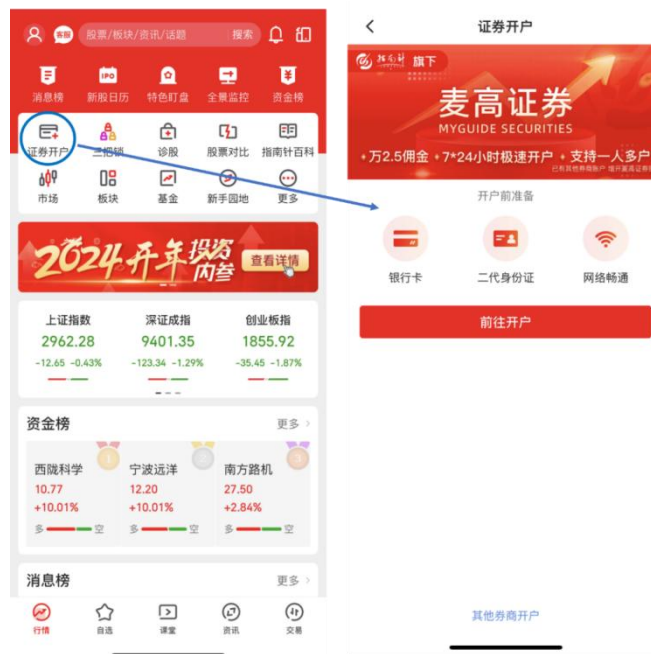 客服
股票/板块/资讯/话题
搜索
消息榜 新股日历 特色盯盘 全景监控 资金榜
IPO
证券开户 三把锁 诊股 股票对比 指南针百科
市场 板块 基金 新手园地 更多
2024开年投资内参
查看详情
上证指数 深证成指 创业板指
2962.28 9401.35 1855.92
-12.65 -0.43% -123.34 -1.29% -35.45 -1.87%
资金榜 更多
西陇科学 宁波远洋 南方路机
10.77 12.20 27.50
+10.01% +10.01% +2.84%
多 空 多 空 多 空
消息榜 更多
行情 自选 课堂 资讯 交易
证券开户
指南针 旗下
麦高证券
MYGUIDE SECURITIES
万2.5佣金 7*24小时极速开户 支持一人多户
开户前准备
银行卡 二代身份证 网络畅通
前往开户
其他券商开户